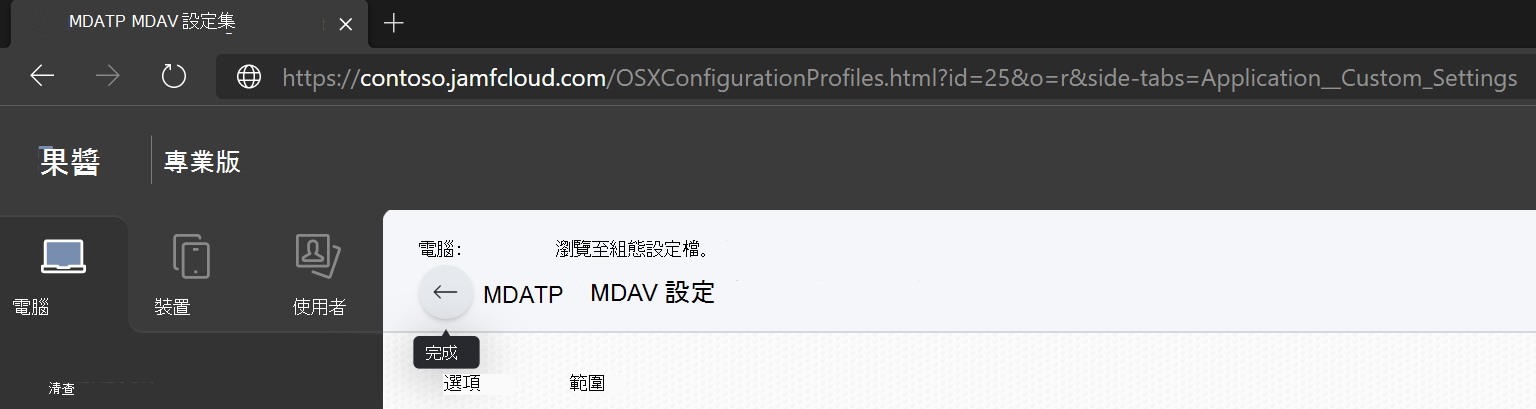 MDATP MDAV 設定集
https://contoso.jamfcloud.com/OSXConfigurationProfiles.html?id=25&o=r&side-tabs=Application__Custom_Settings
果醬 專業版
電腦 裝置 使用者
清查
電腦: 瀏覽至組態設定檔。
MDATP MDAV 設定
完成
選項 範圍